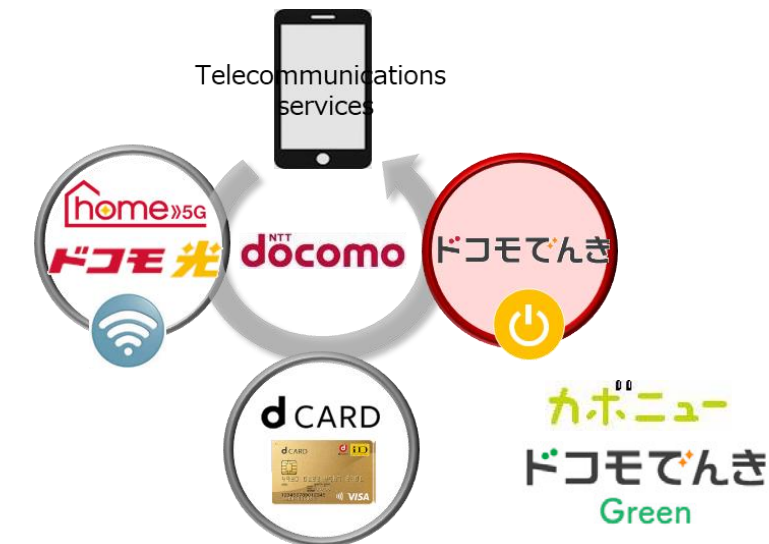 Telecommunications
services
home 5G
ドコモ光
NTT
docomo
ドコモでんき
d CARD
d CARD
iD
VISA
カボニュー
ドコモでんき
Green